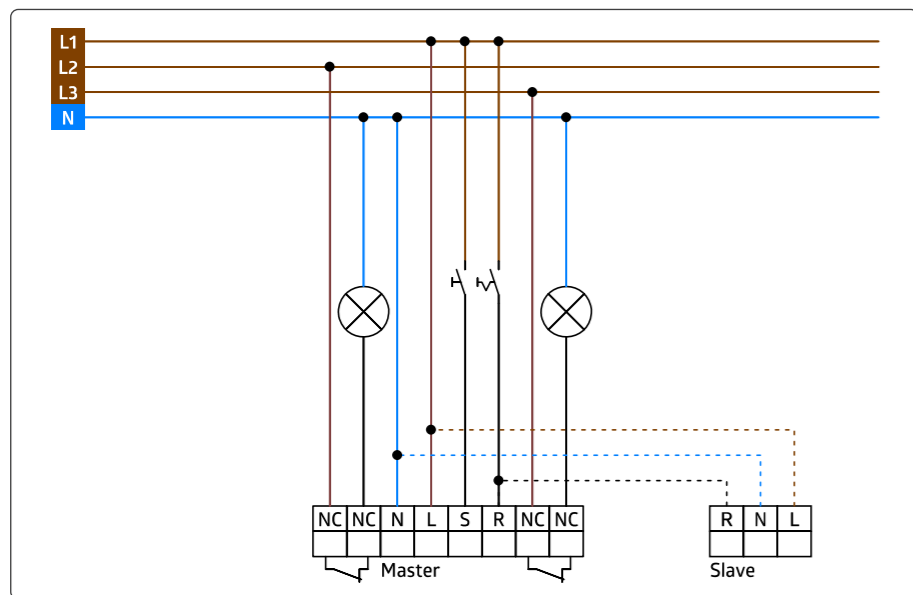 L1
L2
L3
N
NC NC N L S R NC NC
R N L
Master
Slave